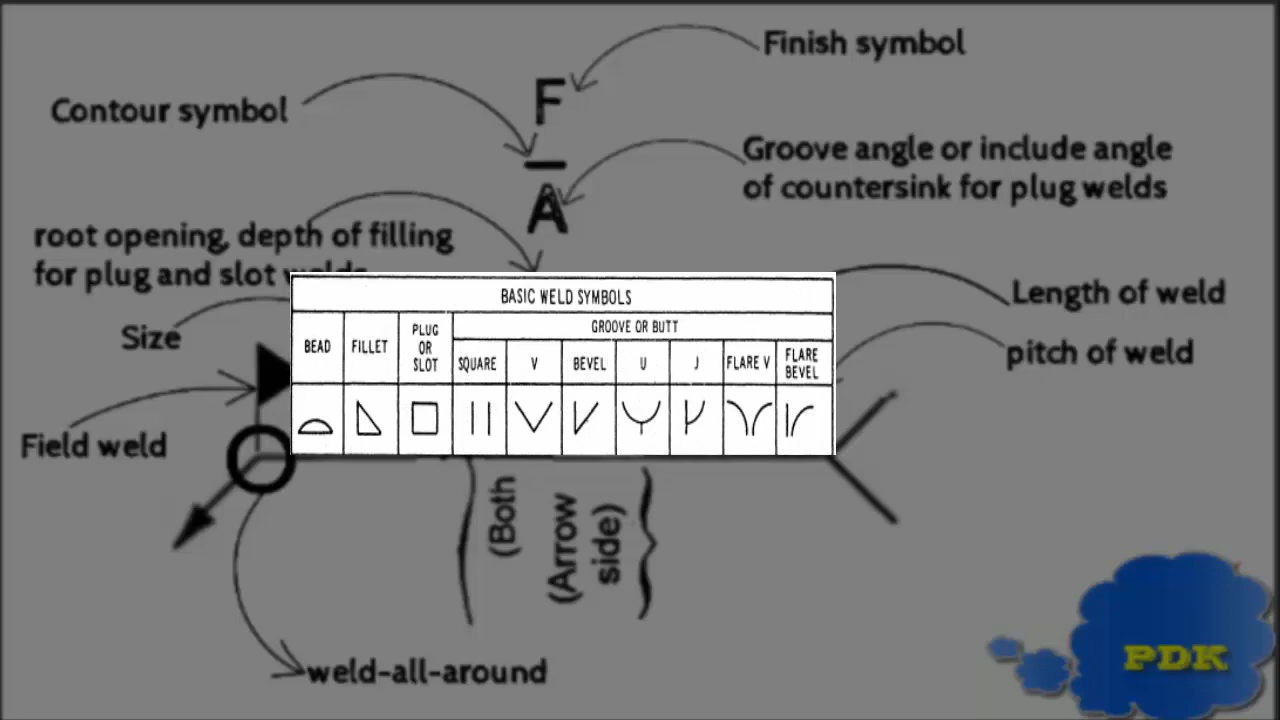 Finish symbol
Contour symbol
F
Groove angle or include angle
of countersink for plug welds
A
root opening, depth of filling
for plug and slot welds
Length of weld
Size
pitch of weld
Field weld
BASIC WELD SYMBOLS
BEAD
FILLET
PLUG
OR
SLOT
GROOVE OR BUTT
SQUARE
V
BEVEL
U
J
FLARE V
FLARE
BEVEL
(Both
(Arrow
side)
weld-all-around
PDK